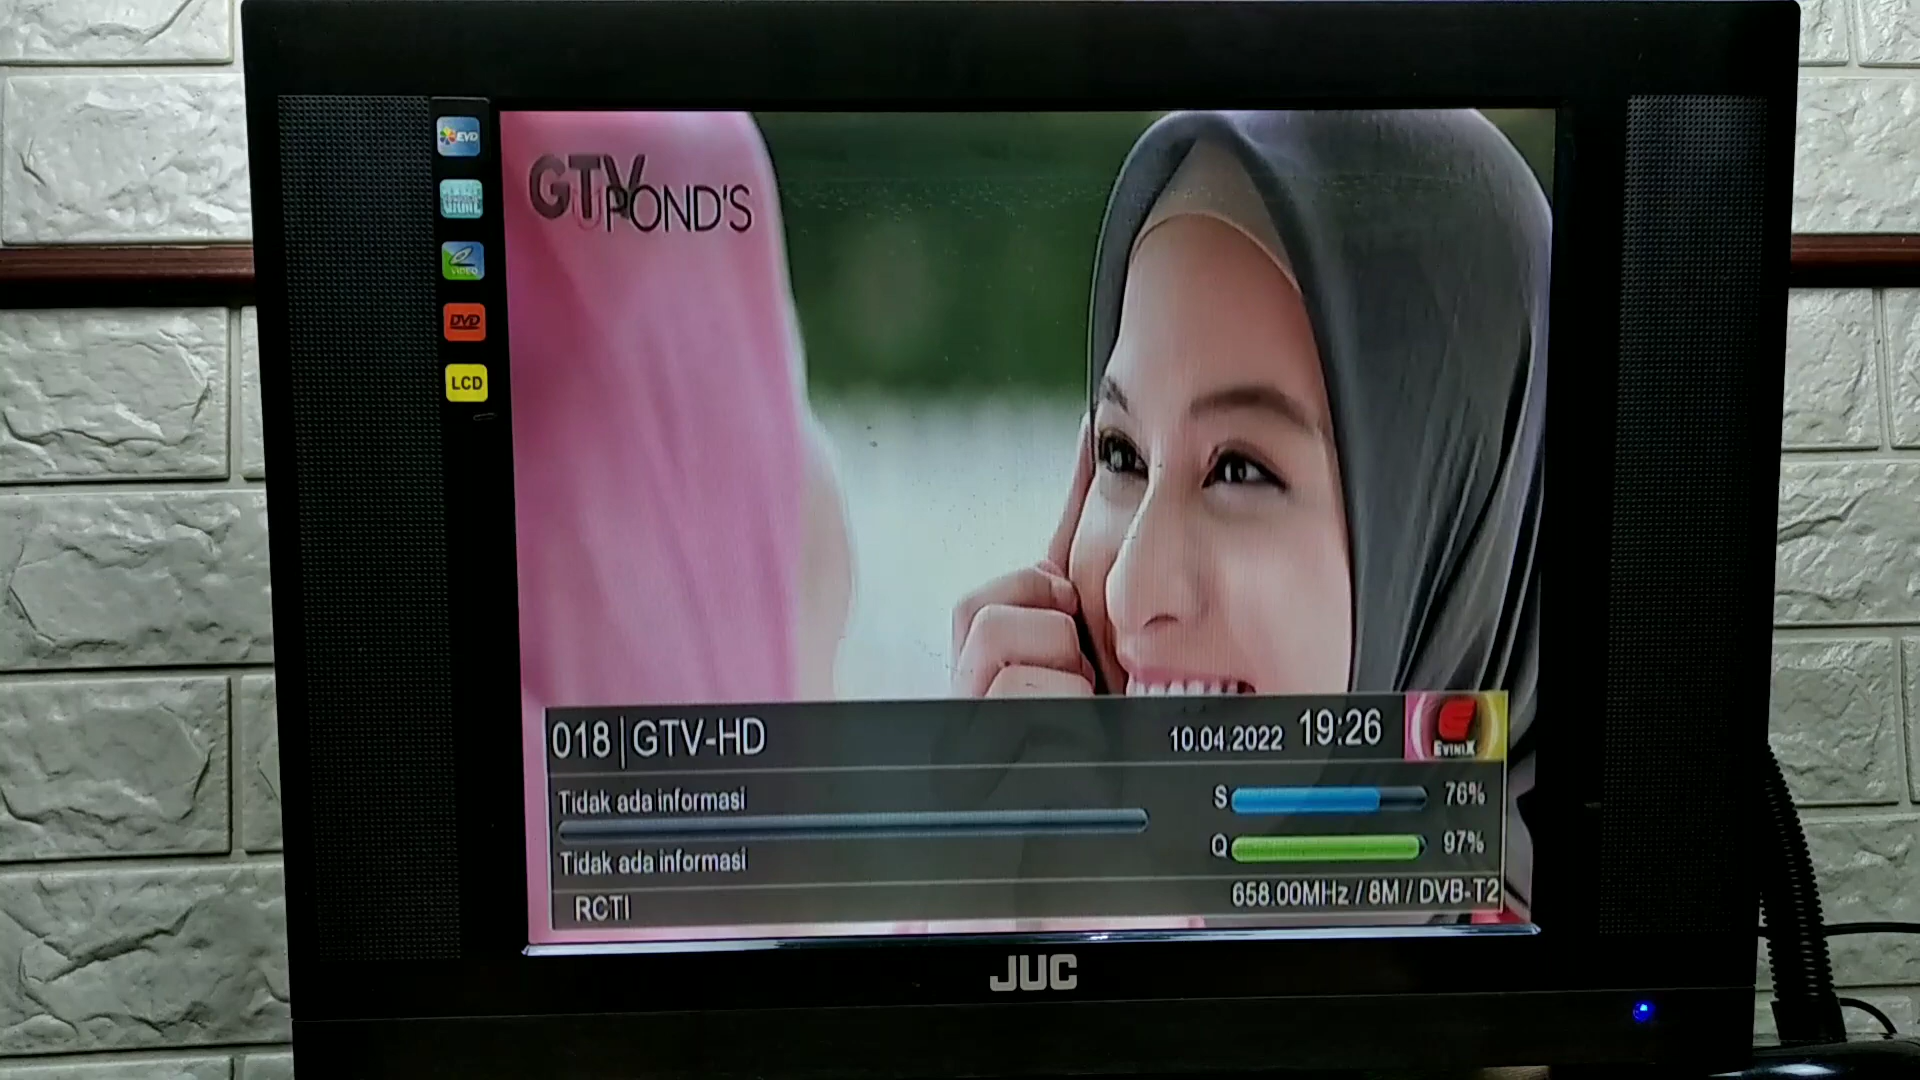 EVD
VIDEO
DVD
LCD
GTV
POND'S
018 | GTV-HD
10.04.2022 19:26
EVINIX
Tidak ada informasi
S 76%
Tidak ada informasi
Q 97%
RCTI
658.00MHz / 8M / DVB-T2
JUC